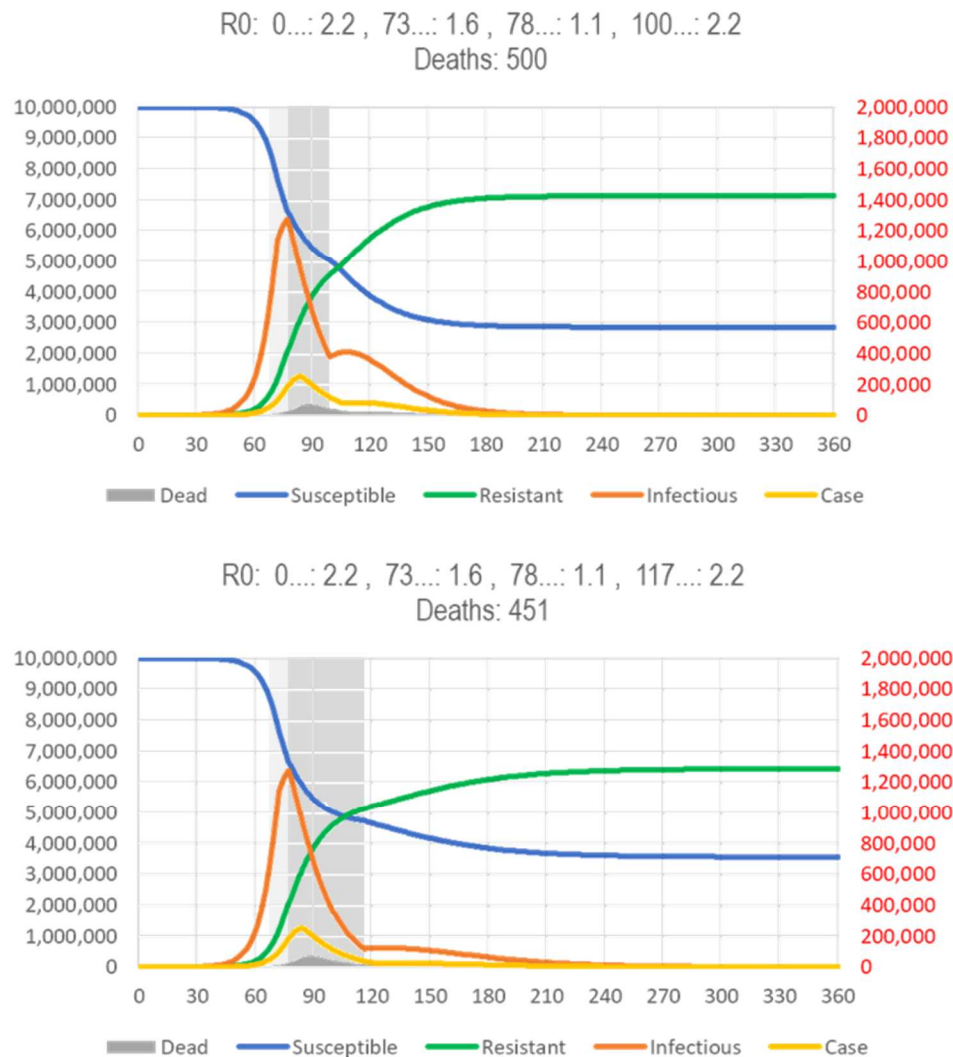 R0: 0...: 2.2 , 73...: 1.6 , 78...: 1.1 , 100...: 2.2
Deaths: 500
10,000,000 2,000,000
9,000,000 1,800,000
8,000,000 1,600,000
7,000,000 1,400,000
6,000,000 1,200,000
5,000,000 1,000,000
4,000,000 800,000
3,000,000 600,000
2,000,000 400,000
1,000,000 200,000
0 0
0 30 60 90 120 150 180 210 240 270 300 330 360
Dead Susceptible Resistant Infectious Case
R0: 0...: 2.2 , 73...: 1.6 , 78...: 1.1 , 117...: 2.2
Deaths: 451
10,000,000 2,000,000
9,000,000 1,800,000
8,000,000 1,600,000
7,000,000 1,400,000
6,000,000 1,200,000
5,000,000 1,000,000
4,000,000 800,000
3,000,000 600,000
2,000,000 400,000
1,000,000 200,000
0 0
0 30 60 90 120 150 180 210 240 270 300 330 360
Dead Susceptible Resistant Infectious Case